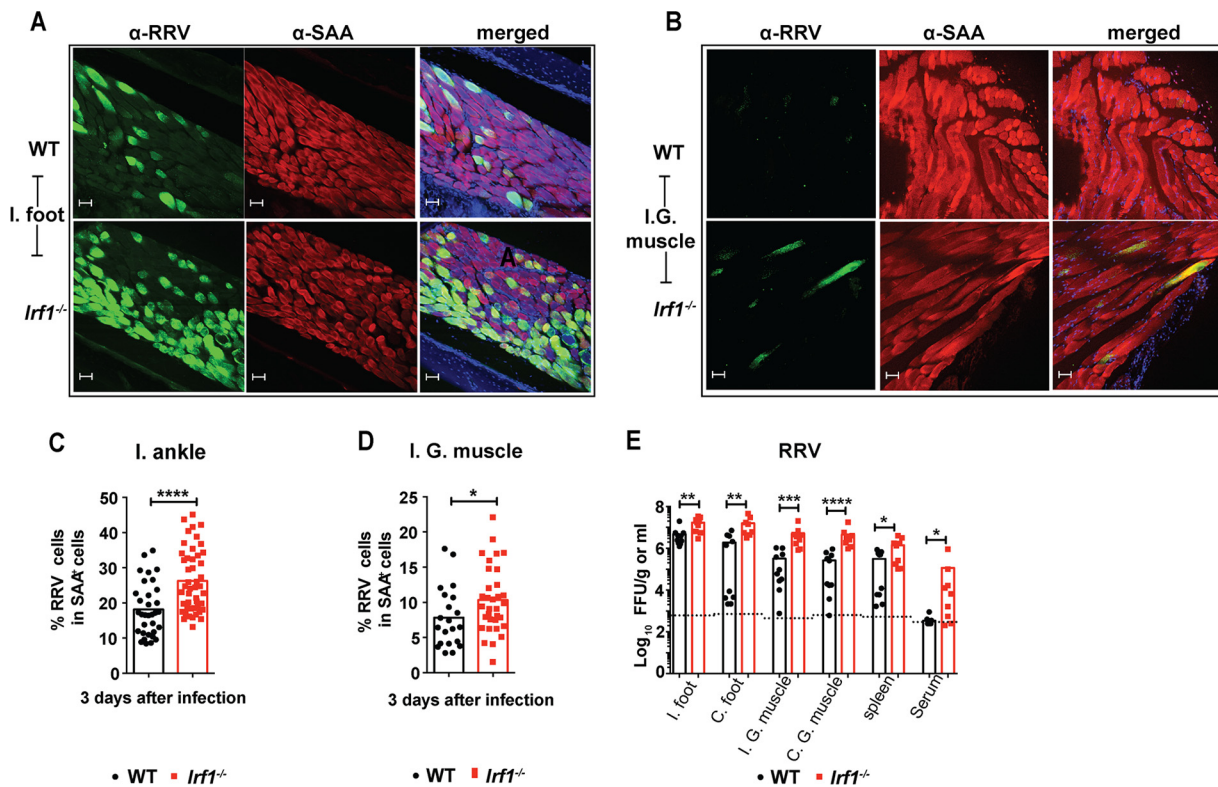 A
α-RRV α-SAA merged
WT
I. foot
Irf1-/-
A
B
α-RRV α-SAA merged
WT
I.G.
muscle
Irf1-/-
C
I. ankle
% RRV cells
in SAA+ cells
50
40
30
20
10
0
****
3 days after infection
WT Irf1-/-
D
I. G. muscle
% RRV cells
in SAA+ cells
25
20
15
10
5
0
*
3 days after infection
WT Irf1-/-
E
RRV
Log10 FFU/g or ml
8
6
4
2
0
** ** *** **** * *
I. foot C. foot I. G. muscle C. G. muscle spleen Serum
WT Irf1-/-